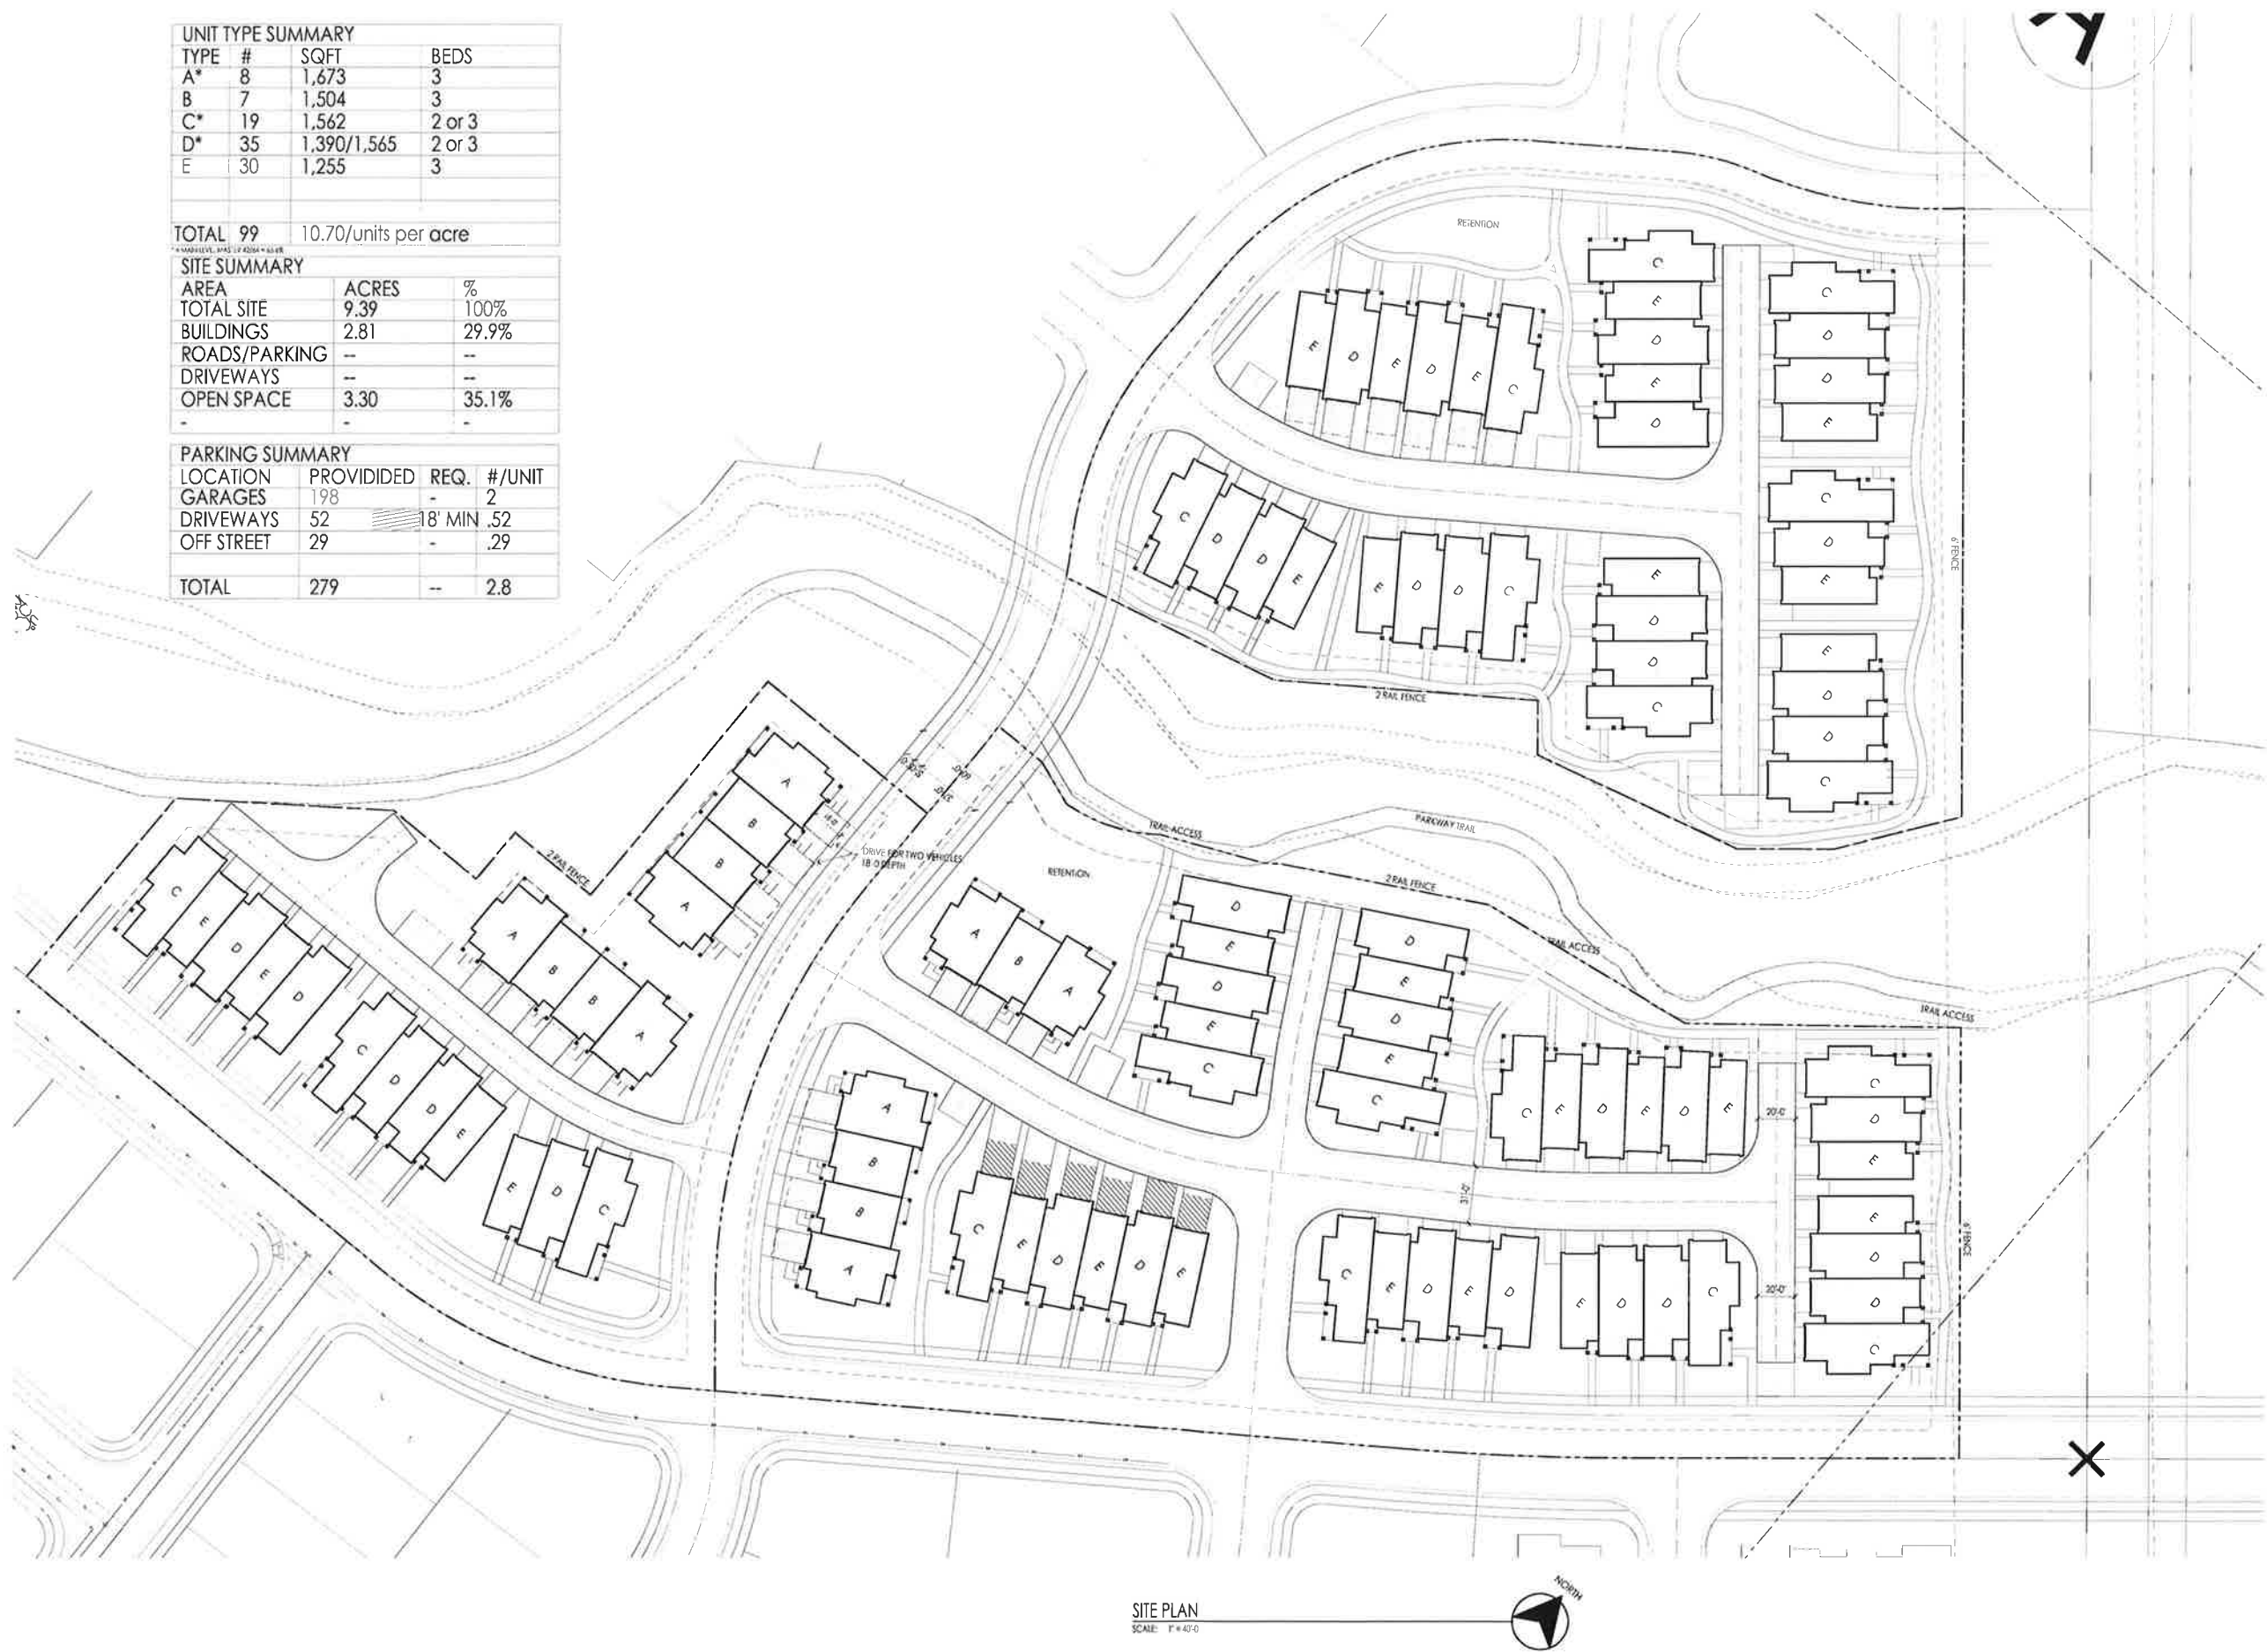 UNIT TYPE SUMMARY
TYPE # SQFT BEDS
A* 8 1,673 3
B 7 1,504 3
C* 19 1,562 2 or 3
D* 35 1,390/1,565 2 or 3
E 30 1,255 3
TOTAL 99 10.70/units per acre
SITE SUMMARY
AREA ACRES %
TOTAL SITE 9.39 100%
BUILDINGS 2.81 29.9%
ROADS/PARKING -- --
DRIVEWAYS -- --
OPEN SPACE 3.30 35.1%
- - -
PARKING SUMMARY
LOCATION PROVIDIDED REQ. #/UNIT
GARAGES 198 - 2
DRIVEWAYS 52 18' MIN .52
OFF STREET 29 - .29
TOTAL 279 -- 2.8
RETENTION
C
E
D
E
D
C
D
D
E
E
D
E
D
E
C
C
D
E
C
D
D
E
E
D
D
C
E
D
D
C
E
D
D
C
6' FENCE
2 RAIL FENCE
PARKWAY TRAIL
TRAIL ACCESS
2 RAIL FENCE
TRAIL ACCESS
TRAIL ACCESS
A
B
B
A
2 RAIL FENCE
DRIVE FOR TWO VEHICLES
18'-0 DEPTH
RETENTION
C
E
D
E
D
A
B
B
A
C
D
D
E
E
D
C
A
B
A
D
E
D
E
C
D
E
D
E
C
C
E
D
E
D
E
20'-0"
C
D
E
A
B
B
A
C
E
D
E
D
E
31'-0"
C
E
D
E
D
E
D
D
C
20'-0"
E
D
D
C
6' FENCE
SITE PLAN
SCALE: 1" = 40'-0
NORTH